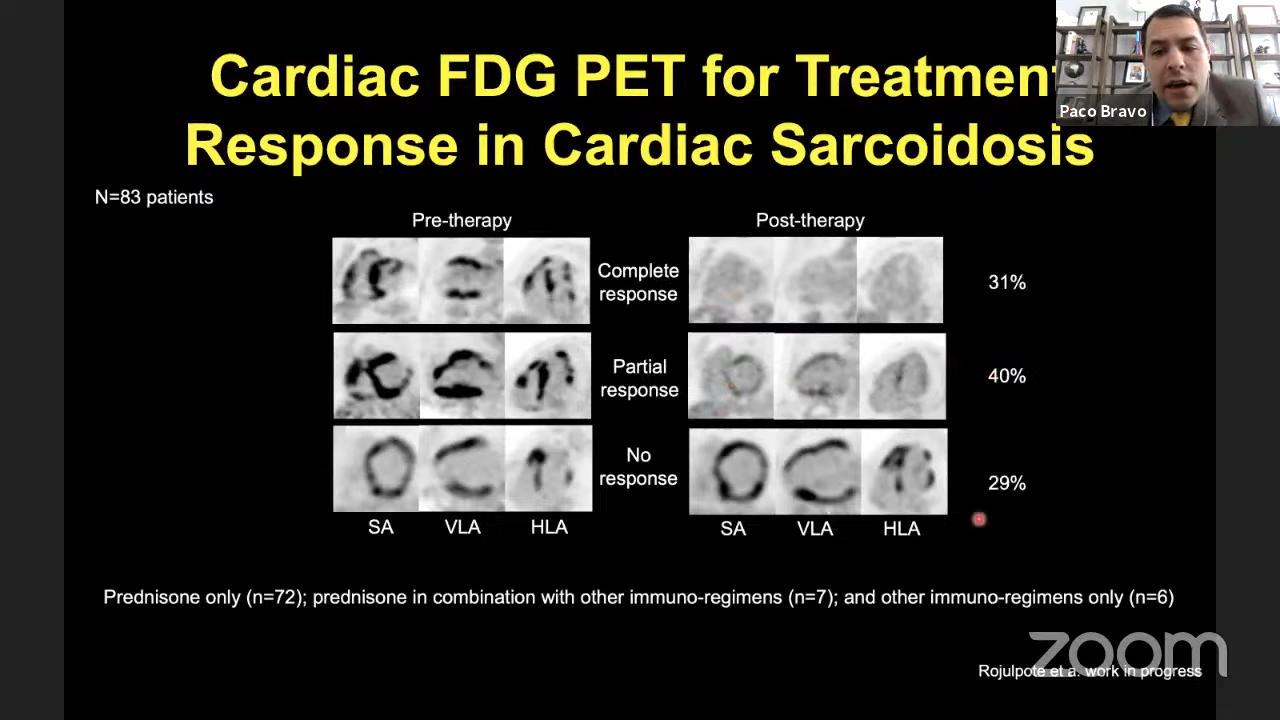 Cardiac FDG PET for Treatment
Response in Cardiac Sarcoidosis
Paco Bravo
N=83 patients
Pre-therapy
Post-therapy
Complete
response
31%
Partial
response
40%
No
response
29%
SA VLA HLA
SA VLA HLA
Prednisone only (n=72); prednisone in combination with other immuno-regimens (n=7); and other immuno-regimens only (n=6)
zoom
Rojulpote et a. work in progress